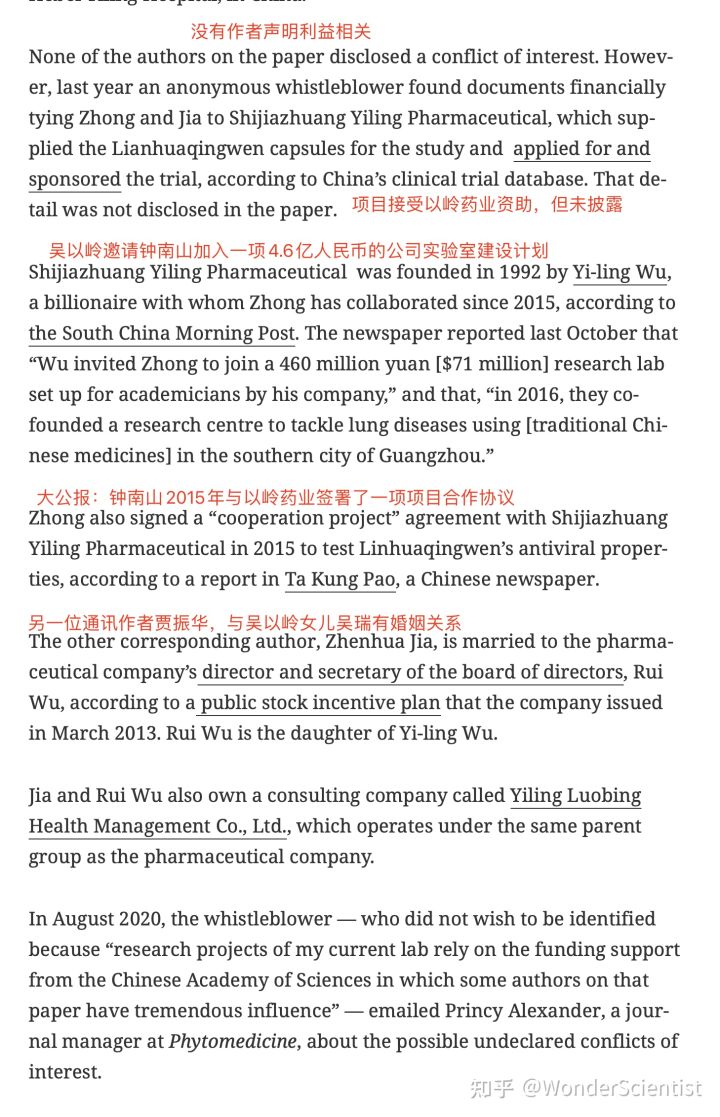 没有作者声明利益相关
None of the authors on the paper disclosed a conflict of interest. Howev-
er, last year an anonymous whistleblower found documents financially
tying Zhong and Jia to Shijiazhuang Yiling Pharmaceutical, which sup-
plied the Lianhuaqingwen capsules for the study and applied for and
sponsored the trial, according to China’s clinical trial database. That de-
tail was not disclosed in the paper. 项目接受以岭药业资助，但未披露
吴以岭邀请钟南山加入一项4.6亿人民币的公司实验室建设计划
Shijiazhuang Yiling Pharmaceutical was founded in 1992 by Yi-ling Wu,
a billionaire with whom Zhong has collaborated since 2015, according to
the South China Morning Post. The newspaper reported last October that
“Wu invited Zhong to join a 460 million yuan [$71 million] research lab
set up for academicians by his company,” and that, “in 2016, they co-
founded a research centre to tackle lung diseases using [traditional Chi-
nese medicines] in the southern city of Guangzhou.”
大公报：钟南山2015年与以岭药业签署了一项项目合作协议
Zhong also signed a “cooperation project” agreement with Shijiazhuang
Yiling Pharmaceutical in 2015 to test Linhuaqingwen’s antiviral proper-
ties, according to a report in Ta Kung Pao, a Chinese newspaper.
另一位通讯作者贾振华，与吴以岭女儿吴瑞有婚姻关系
The other corresponding author, Zhenhua Jia, is married to the pharma-
ceutical company’s director and secretary of the board of directors, Rui
Wu, according to a public stock incentive plan that the company issued
in March 2013. Rui Wu is the daughter of Yi-ling Wu.
Jia and Rui Wu also own a consulting company called Yiling Luobing
Health Management Co., Ltd., which operates under the same parent
group as the pharmaceutical company.
In August 2020, the whistleblower — who did not wish to be identified
because “research projects of my current lab rely on the funding support
from the Chinese Academy of Sciences in which some authors on that
paper have tremendous influence” — emailed Princy Alexander, a jour-
nal manager at Phytomedicine, about the possible undeclared conflicts of
interest.
知乎 @WonderScientist